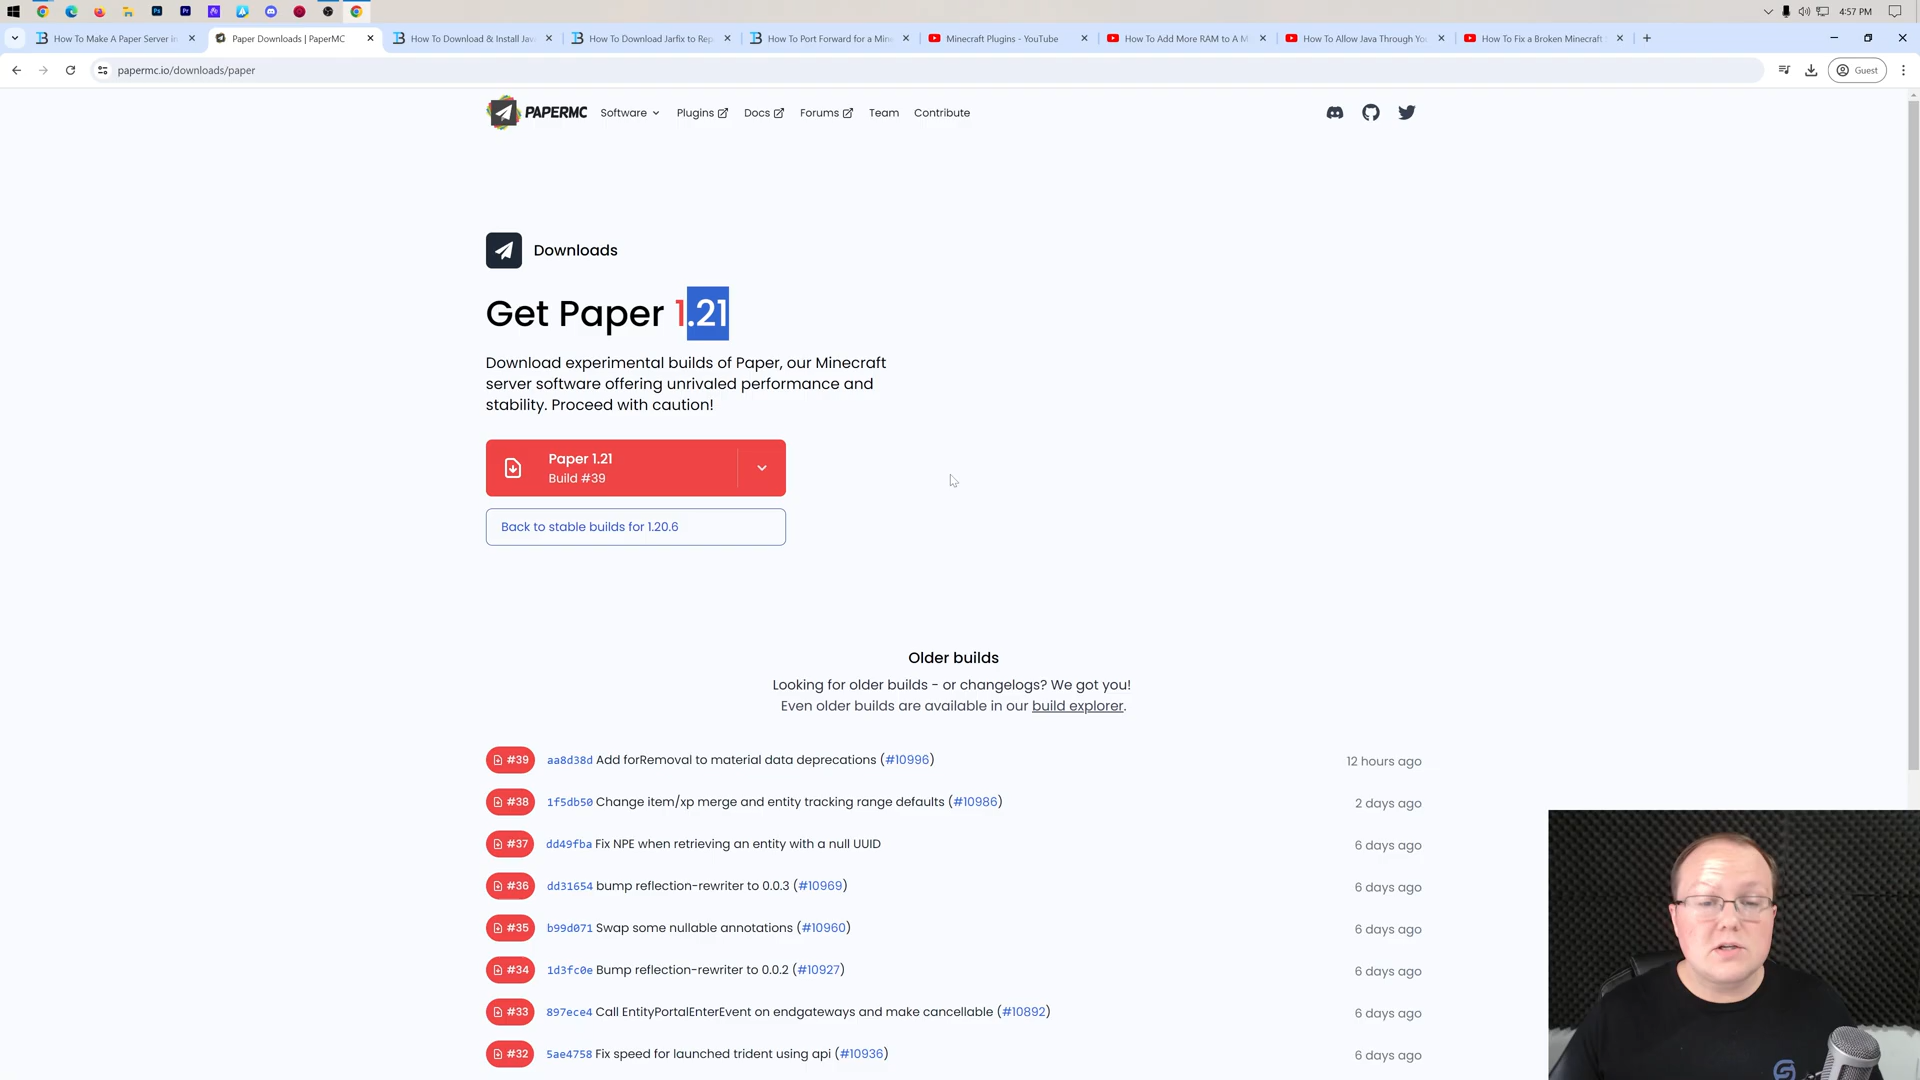 4:57 PM
How To Make A Paper Server in
Paper Downloads | PaperMC
How To Download & Install Jav
How To Download Jarfix to Rep
How To Port Forward for a Mine
Minecraft Plugins - YouTube
How To Add More RAM to A M
How To Allow Java Through Yo
How To Fix a Broken Minecraft
papermc.io/downloads/paper
Guest
PAPERMC
Software
Plugins
Docs
Forums
Team
Contribute
Downloads
Get Paper 1.21
Download experimental builds of Paper, our Minecraft
server software offering unrivaled performance and
stability. Proceed with caution!
Paper 1.21
Build #39
Back to stable builds for 1.20.6
Older builds
Looking for older builds - or changelogs? We got you!
Even older builds are available in our build explorer.
#39 aa8d38d Add forRemoval to material data deprecations (#10996) 12 hours ago
#38 1f5db50 Change item/xp merge and entity tracking range defaults (#10986) 2 days ago
#37 dd49fba Fix NPE when retrieving an entity with a null UUID 6 days ago
#36 dd31654 bump reflection-rewriter to 0.0.3 (#10969) 6 days ago
#35 b99d071 Swap some nullable annotations (#10960) 6 days ago
#34 1d3fc0e Bump reflection-rewriter to 0.0.2 (#10927) 6 days ago
#33 897ece4 Call EntityPortalEnterEvent on endgateways and make cancellable (#10892) 6 days ago
#32 5ae4758 Fix speed for launched trident using api (#10936) 6 days ago